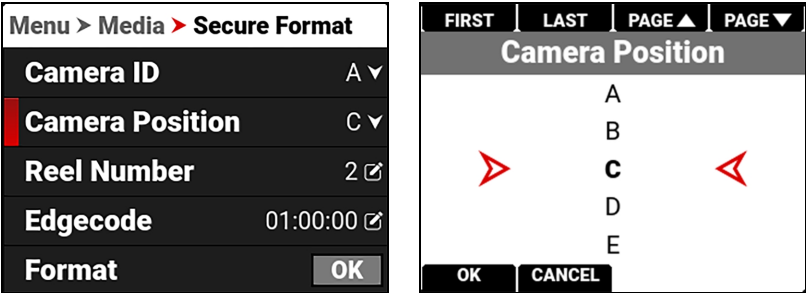 Menu > Media > Secure Format
Camera ID A
Camera Position C
Reel Number 2
Edgecode 01:00:00
Format OK
FIRST LAST PAGE▲ PAGE▼
Camera Position
A
B
C
D
E
OK CANCEL